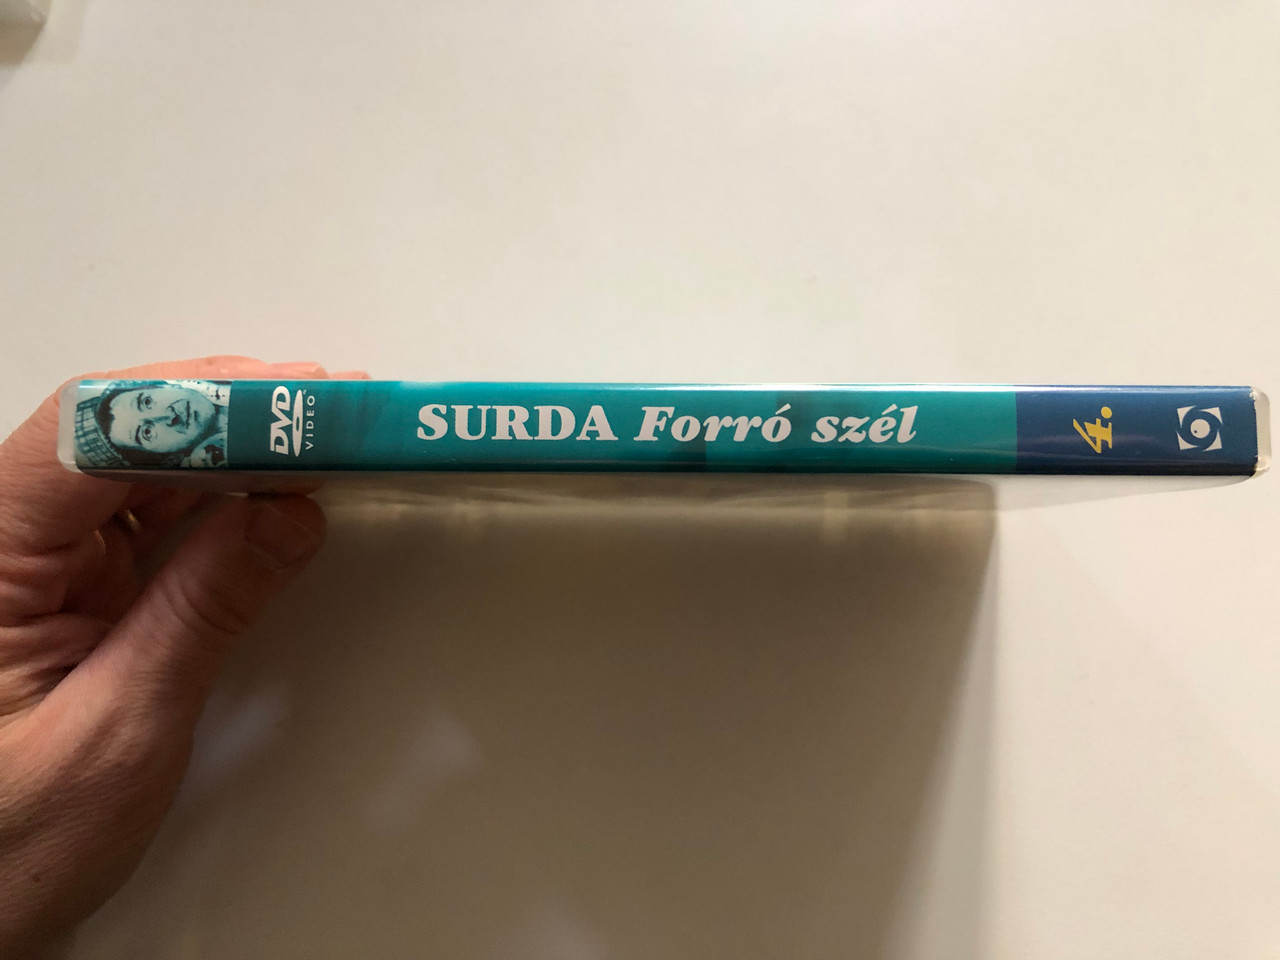 DVD
VIDEO
SURDA Forró szél
4.